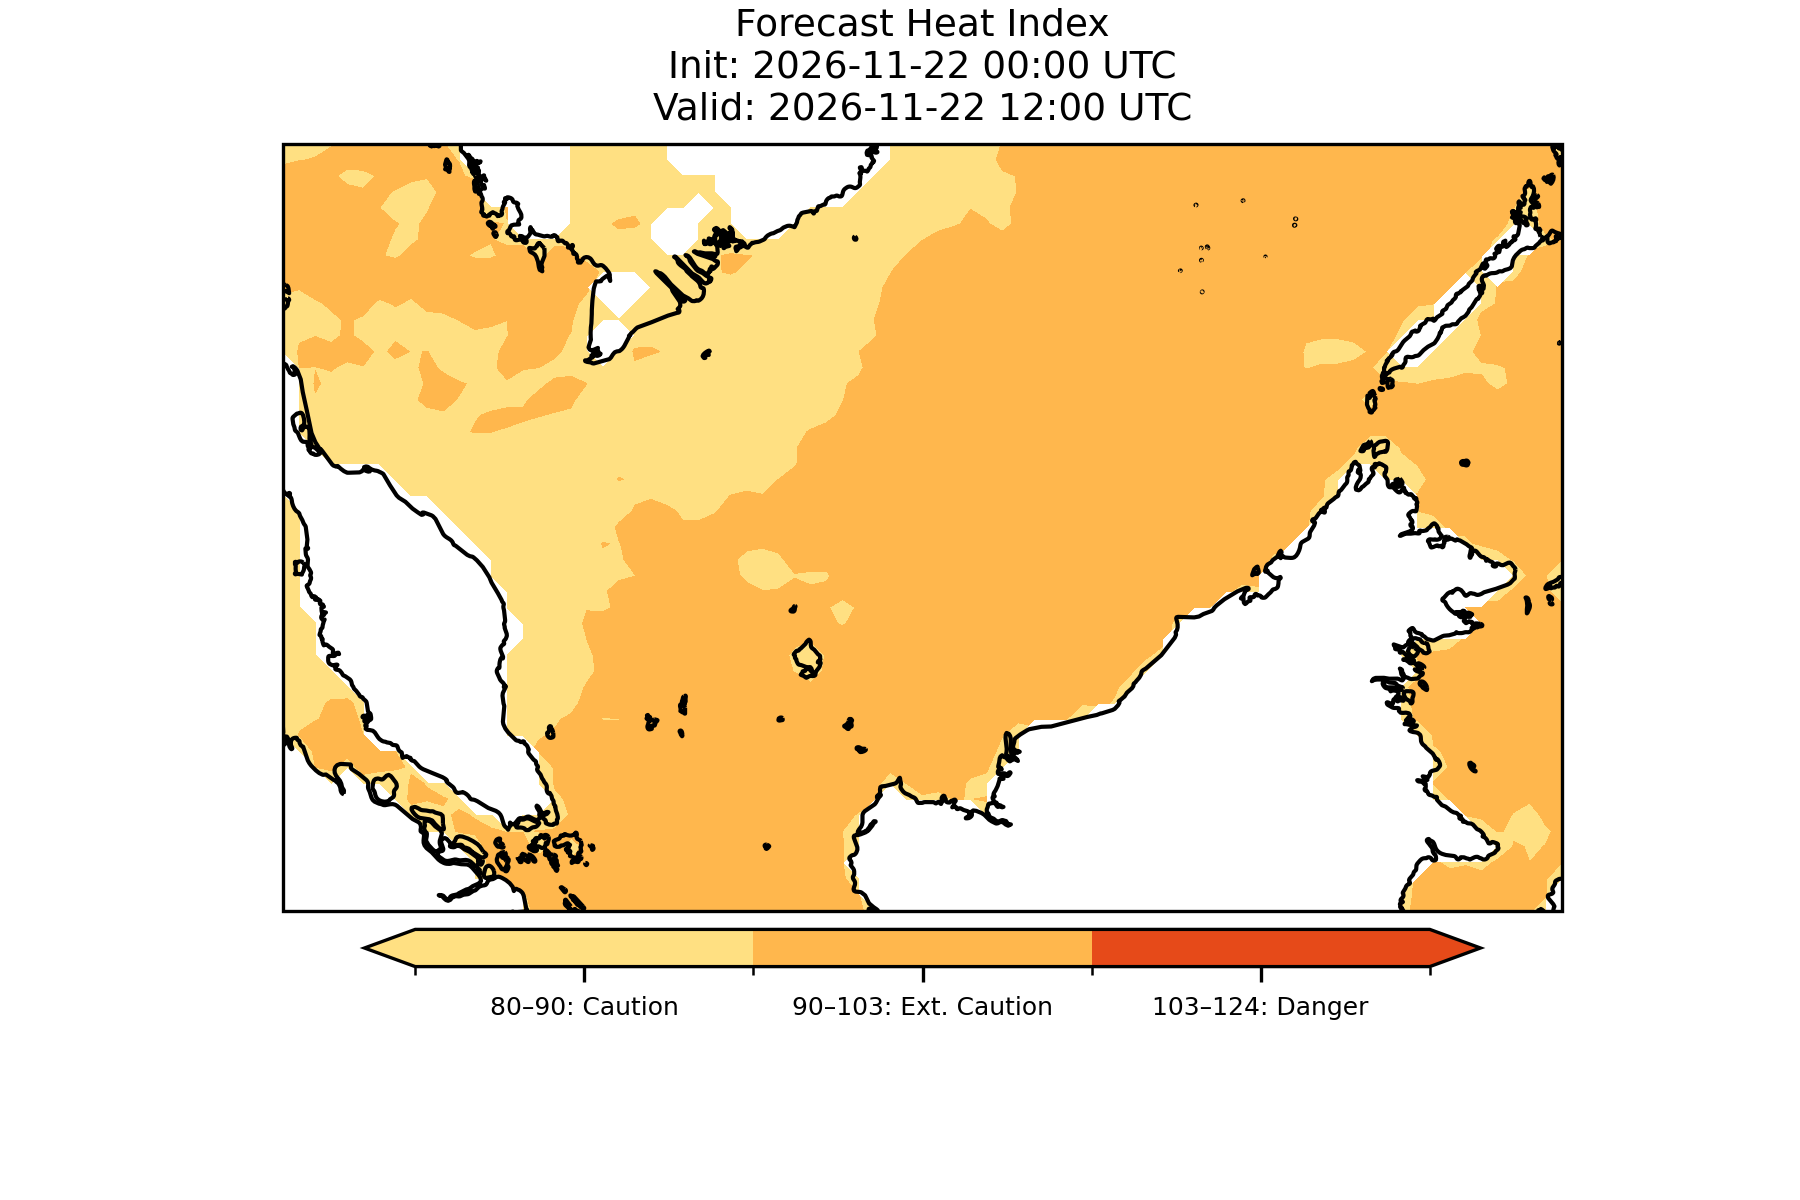 Forecast Heat Index
Init: 2026-11-22 00:00 UTC
Valid: 2026-11-22 12:00 UTC
80–90: Caution
90–103: Ext. Caution
103–124: Danger